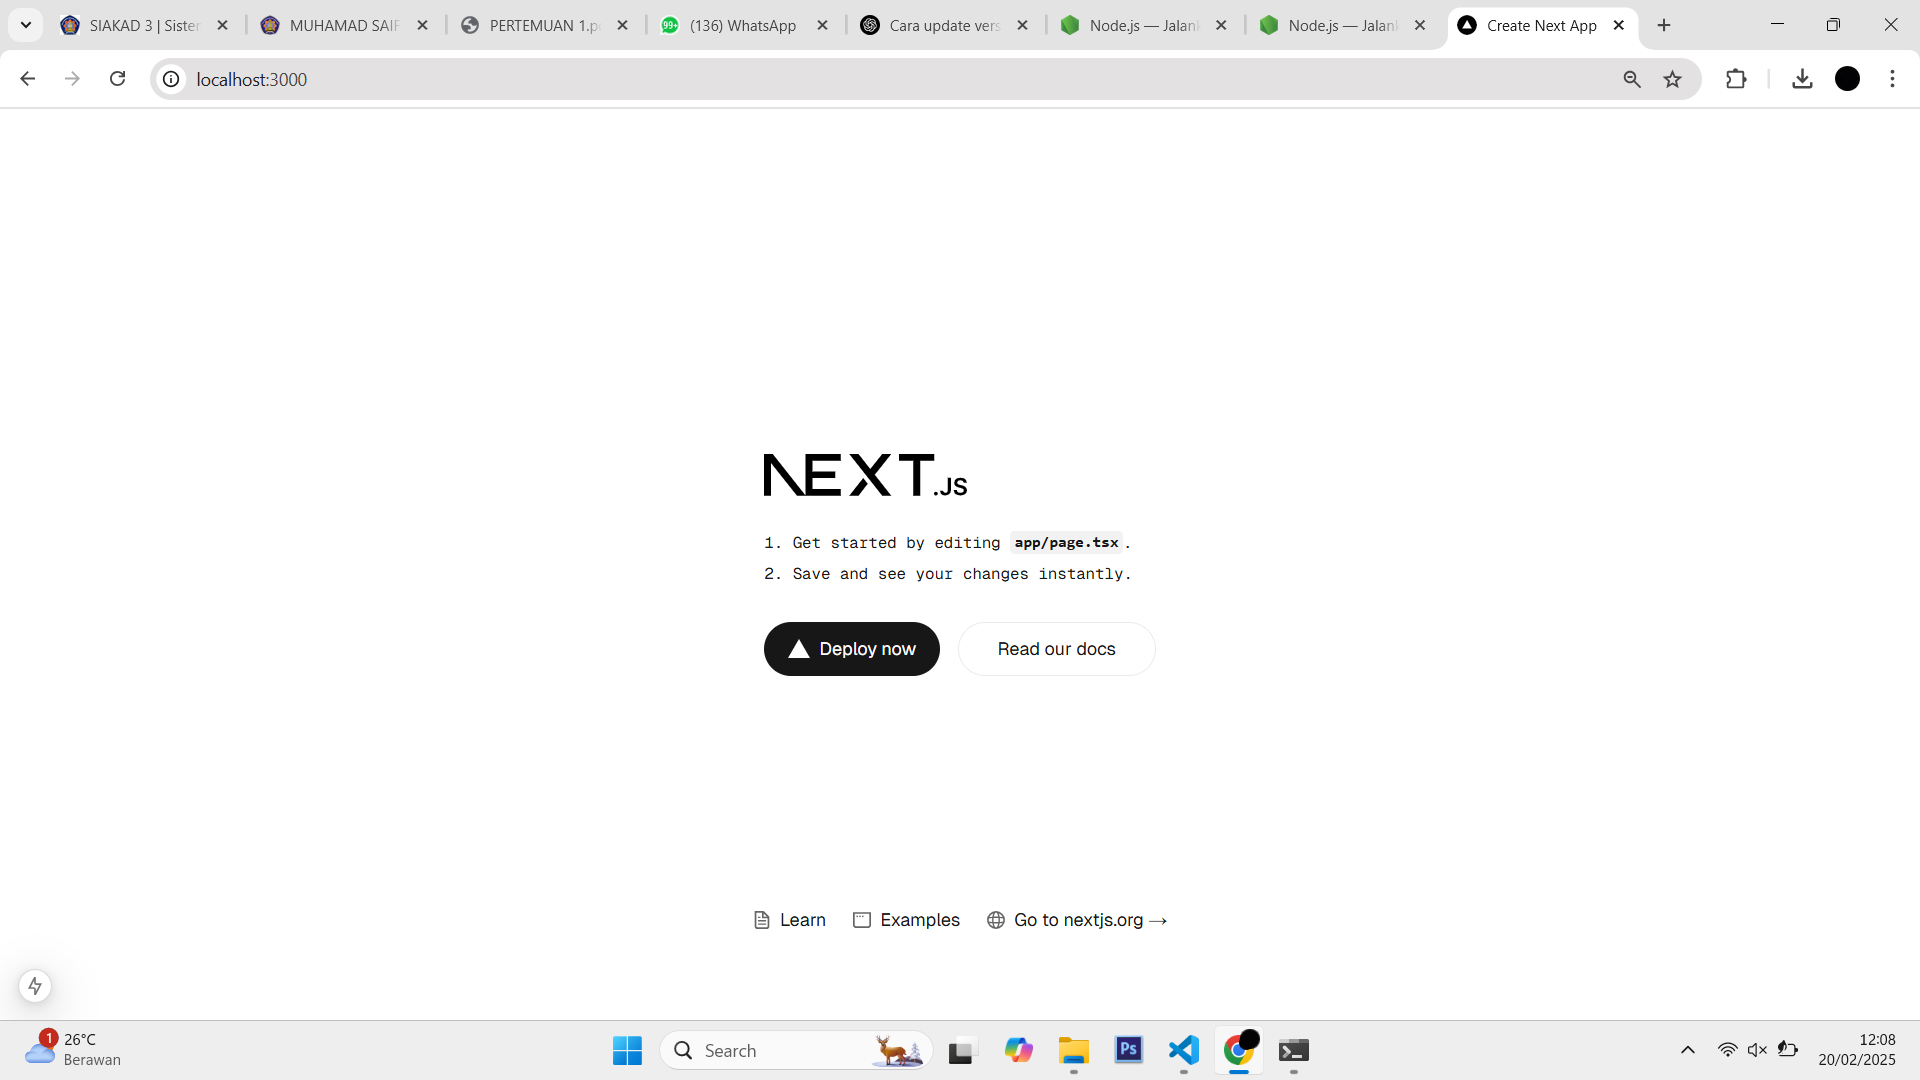 SIAKAD 3 | Sister
MUHAMAD SAIF
PERTEMUAN 1.p
99+
(136) WhatsApp
Cara update vers
Node.js — Jalank
Node.js — Jalank
Create Next App
localhost:3000
NEXT.JS
1. Get started by editing app/page.tsx.
2. Save and see your changes instantly.
Deploy now
Read our docs
Learn
Examples
Go to nextjs.org →
1
26°C
Berawan
Search
Ps
12:08
20/02/2025